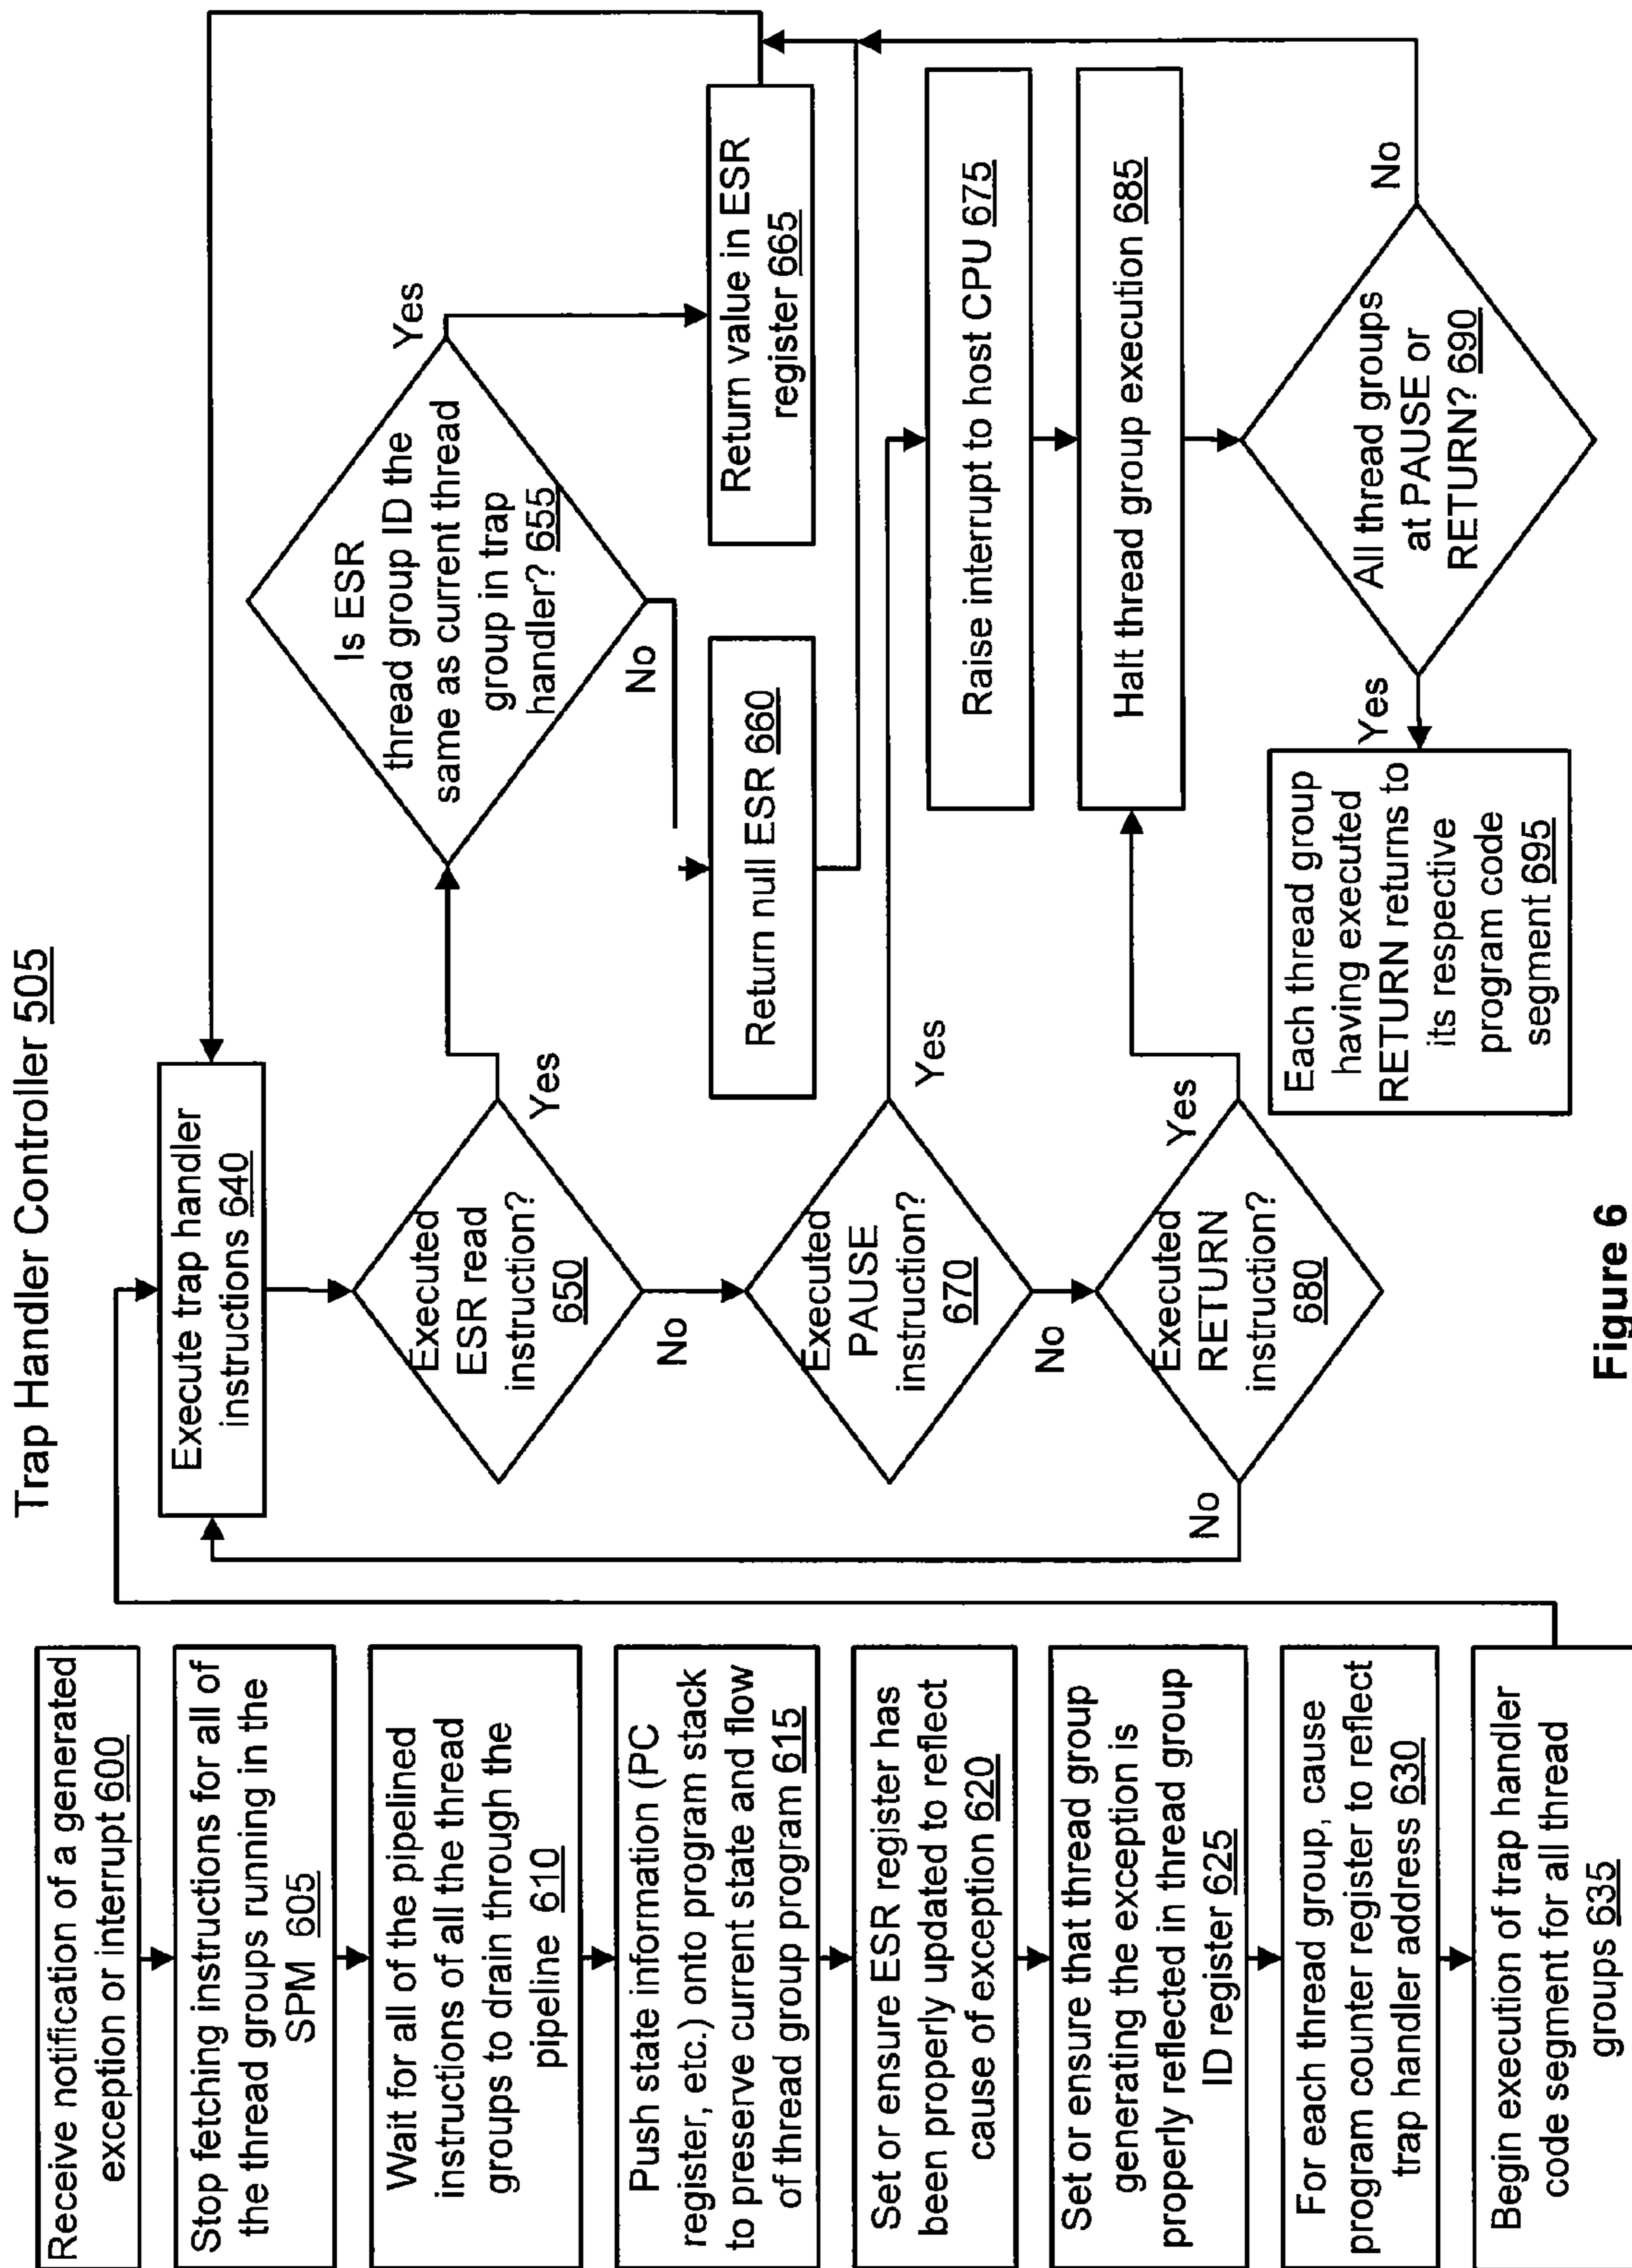 Trap Handler Controller 505
Receive notification of a generated
exception or interrupt 600
Stop fetching instructions for all of
the thread groups running in the
SPM 605
Wait for all of the pipelined
instructions of all the thread
groups to drain through the
pipeline 610
Push state information (PC
register, etc.) onto program stack
to preserve current state and flow
of thread group program 615
Set or ensure ESR register has
been properly updated to reflect
cause of exception 620
Set or ensure that thread group
generating the exception is
properly reflected in thread group
ID register 625
For each thread group, cause
program counter register to reflect
trap handler address 630
Begin execution of trap handler
code segment for all thread
groups 635
Execute trap handler
instructions 640
Executed
ESR read
instruction?
650
Yes
No
Executed
PAUSE
instruction?
670
Yes
No
Executed
RETURN
instruction?
680
Yes
No
Is ESR
thread group ID the
same as current thread
group in trap
handler? 655
Yes
No
Return null ESR 660
Return value in ESR
register 665
Raise interrupt to host CPU 675
Halt thread group execution 685
All thread groups
at PAUSE or
RETURN? 690
No
Yes
Each thread group
having executed
RETURN returns to
its respective
program code
segment 695
Figure 6